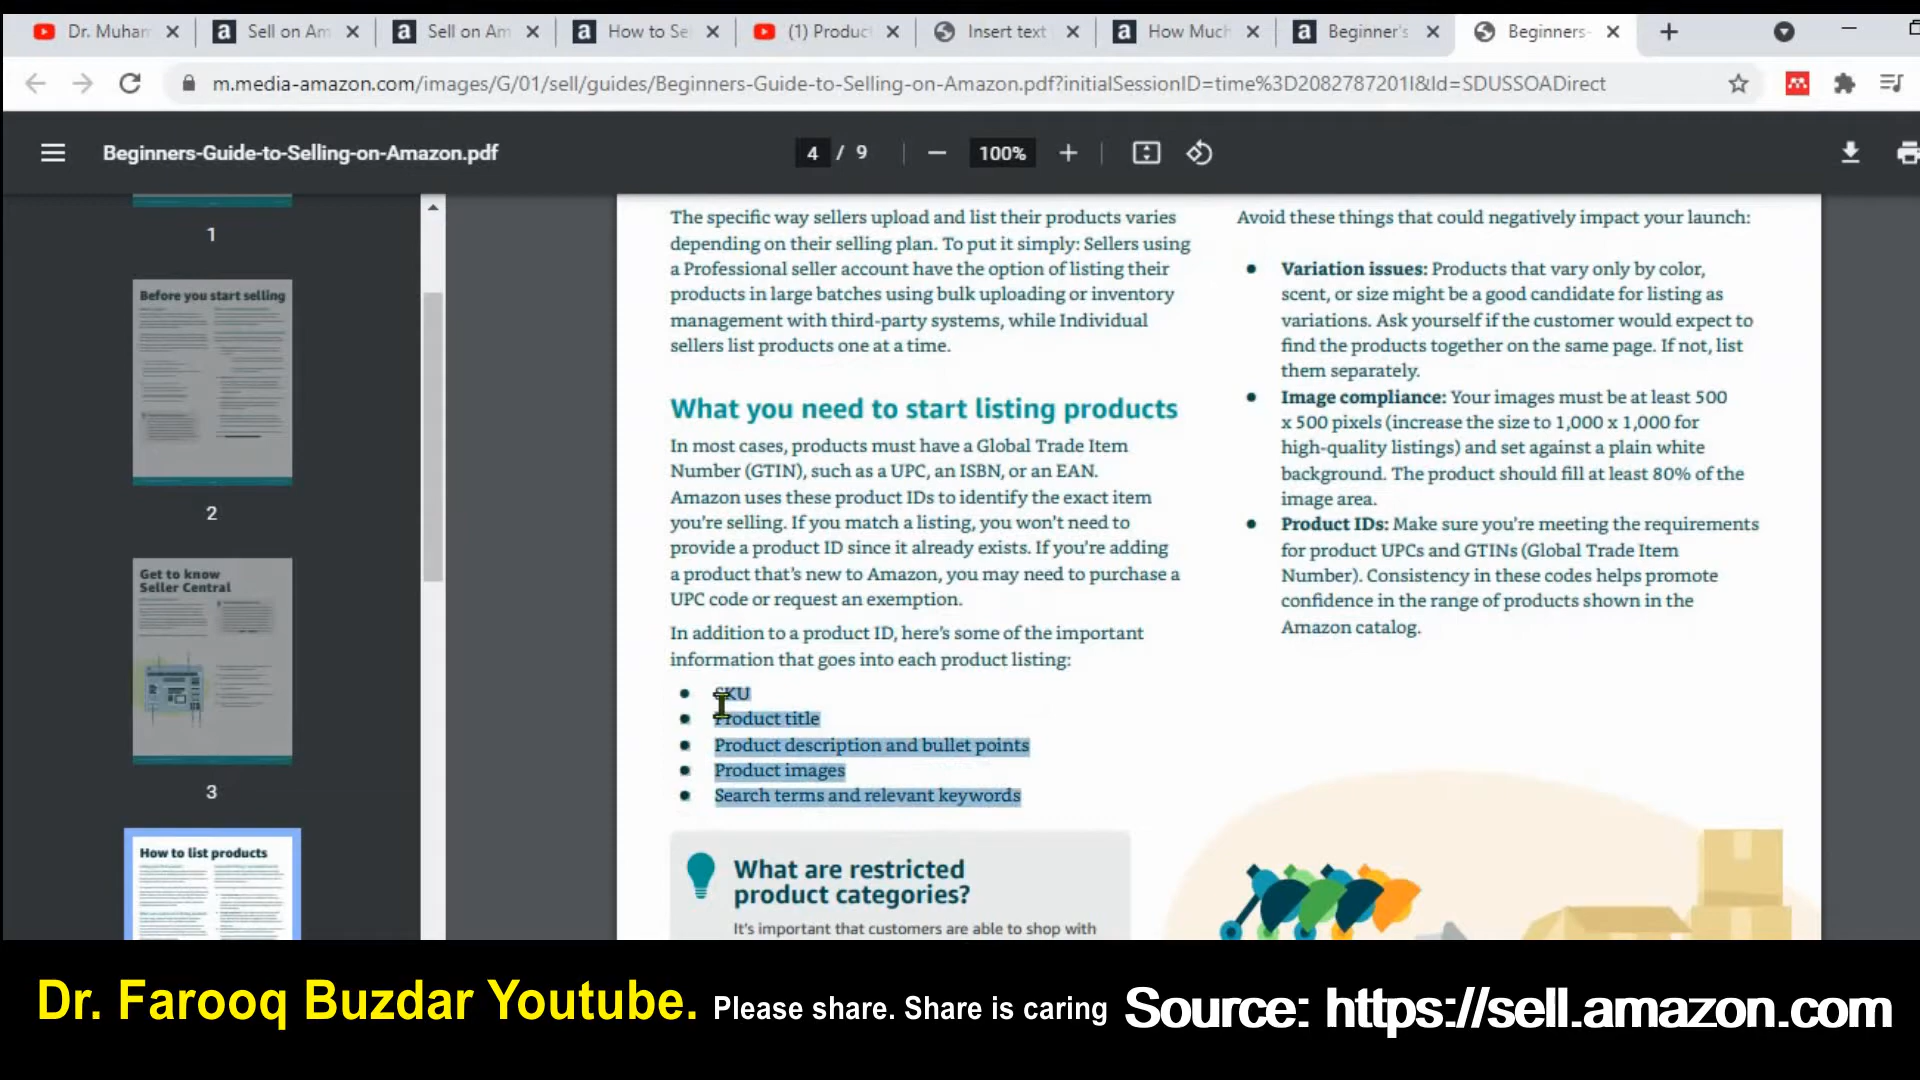 Dr. Muham
Sell on Am
Sell on Am
How to Se
(1) Product
Insert text
How Much
Beginner's
Beginners-
m.media-amazon.com/images/G/01/sell/guides/Beginners-Guide-to-Selling-on-Amazon.pdf?initialSessionID=time%3D2082787201l&ld=SDUSSOADirect
Beginners-Guide-to-Selling-on-Amazon.pdf
4 / 9
100%
1
Before you start selling
2
Get to know
Seller Central
3
How to list products
The specific way sellers upload and list their products varies
depending on their selling plan. To put it simply: Sellers using
a Professional seller account have the option of listing their
products in large batches using bulk uploading or inventory
management with third-party systems, while Individual
sellers list products one at a time.
What you need to start listing products
In most cases, products must have a Global Trade Item
Number (GTIN), such as a UPC, an ISBN, or an EAN.
Amazon uses these product IDs to identify the exact item
you're selling. If you match a listing, you won't need to
provide a product ID since it already exists. If you're adding
a product that's new to Amazon, you may need to purchase a
UPC code or request an exemption.
In addition to a product ID, here's some of the important
information that goes into each product listing:
● SKU
● Product title
● Product description and bullet points
● Product images
● Search terms and relevant keywords
What are restricted
product categories?
It's important that customers are able to shop with
Avoid these things that could negatively impact your launch:
● Variation issues: Products that vary only by color,
scent, or size might be a good candidate for listing as
variations. Ask yourself if the customer would expect to
find the products together on the same page. If not, list
them separately.
● Image compliance: Your images must be at least 500
x 500 pixels (increase the size to 1,000 x 1,000 for
high-quality listings) and set against a plain white
background. The product should fill at least 80% of the
image area.
● Product IDs: Make sure you're meeting the requirements
for product UPCs and GTINs (Global Trade Item
Number). Consistency in these codes helps promote
confidence in the range of products shown in the
Amazon catalog.
Dr. Farooq Buzdar Youtube. Please share. Share is caring Source: https://sell.amazon.com